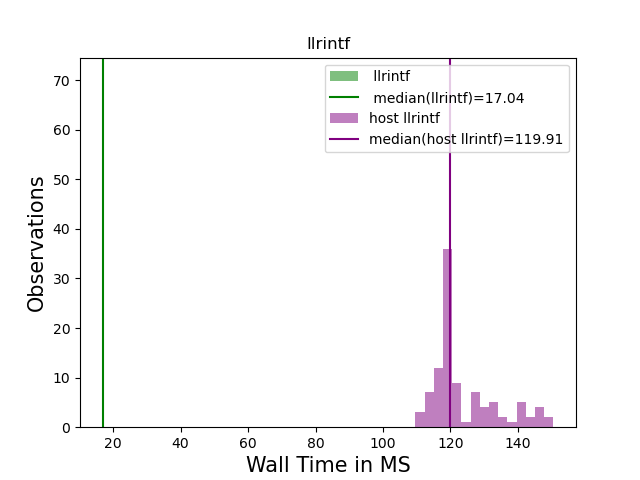 llrintf
70
60
50
40
30
20
10
0
Observations
llrintf
median(llrintf)=17.04
host llrintf
median(host llrintf)=119.91
20 40 60 80 100 120 140
Wall Time in MS